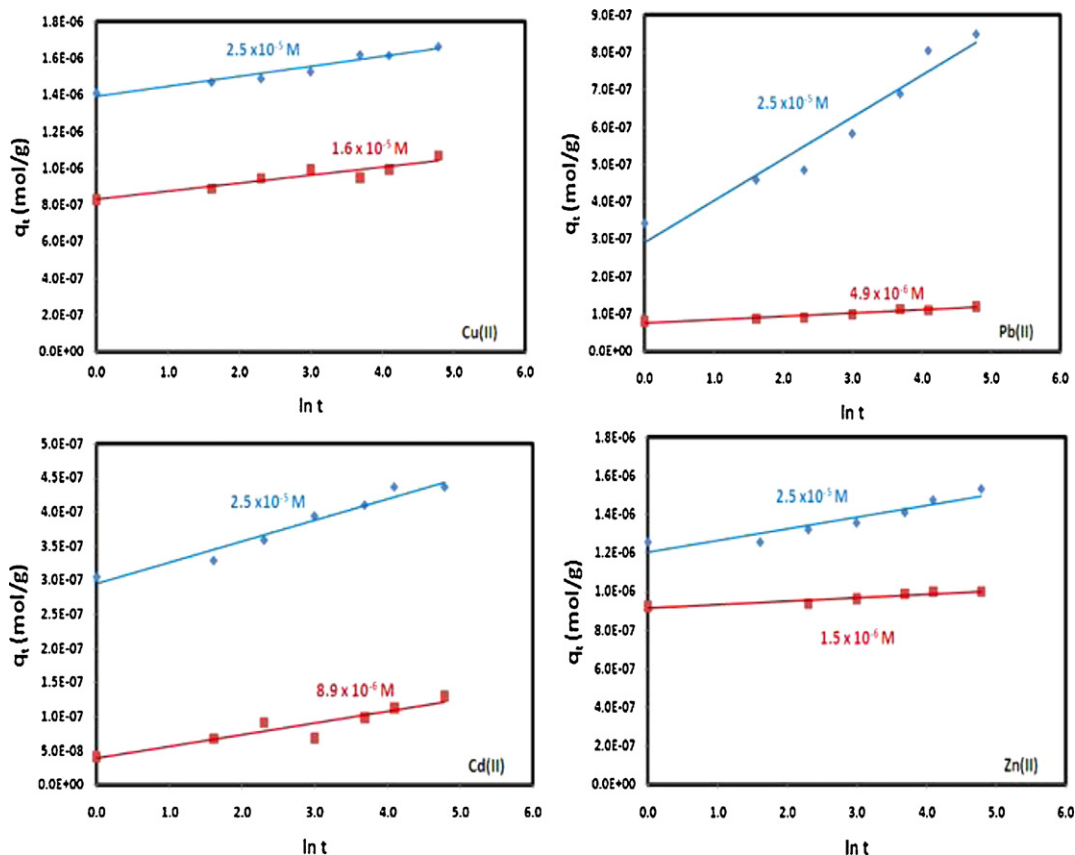 1.8E-06
1.6E-06
1.4E-06
1.2E-06
1.0E-06
8.0E-07
6.0E-07
4.0E-07
2.0E-07
0.0E+00
qt (mol/g)
2.5 x10-5 M
1.6 x 10-5 M
Cu(II)
0.0 1.0 2.0 3.0 4.0 5.0 6.0
ln t
9.0E-07
8.0E-07
7.0E-07
6.0E-07
5.0E-07
4.0E-07
3.0E-07
2.0E-07
1.0E-07
0.0E+00
qt (mol/g)
2.5 x10-5 M
4.9 x 10-6 M
Pb(II)
0.0 1.0 2.0 3.0 4.0 5.0 6.0
ln t
5.0E-07
4.5E-07
4.0E-07
3.5E-07
3.0E-07
2.5E-07
2.0E-07
1.5E-07
1.0E-07
5.0E-08
0.0E+00
qt (mol/g)
2.5 x10-5 M
8.9 x 10-6 M
Cd(II)
0.0 1.0 2.0 3.0 4.0 5.0 6.0
ln t
1.8E-06
1.6E-06
1.4E-06
1.2E-06
1.0E-06
8.0E-07
6.0E-07
4.0E-07
2.0E-07
0.0E+00
qt (mol/g)
2.5 x10-5 M
1.5 x 10-6 M
Zn(II)
0.0 1.0 2.0 3.0 4.0 5.0 6.0
ln t